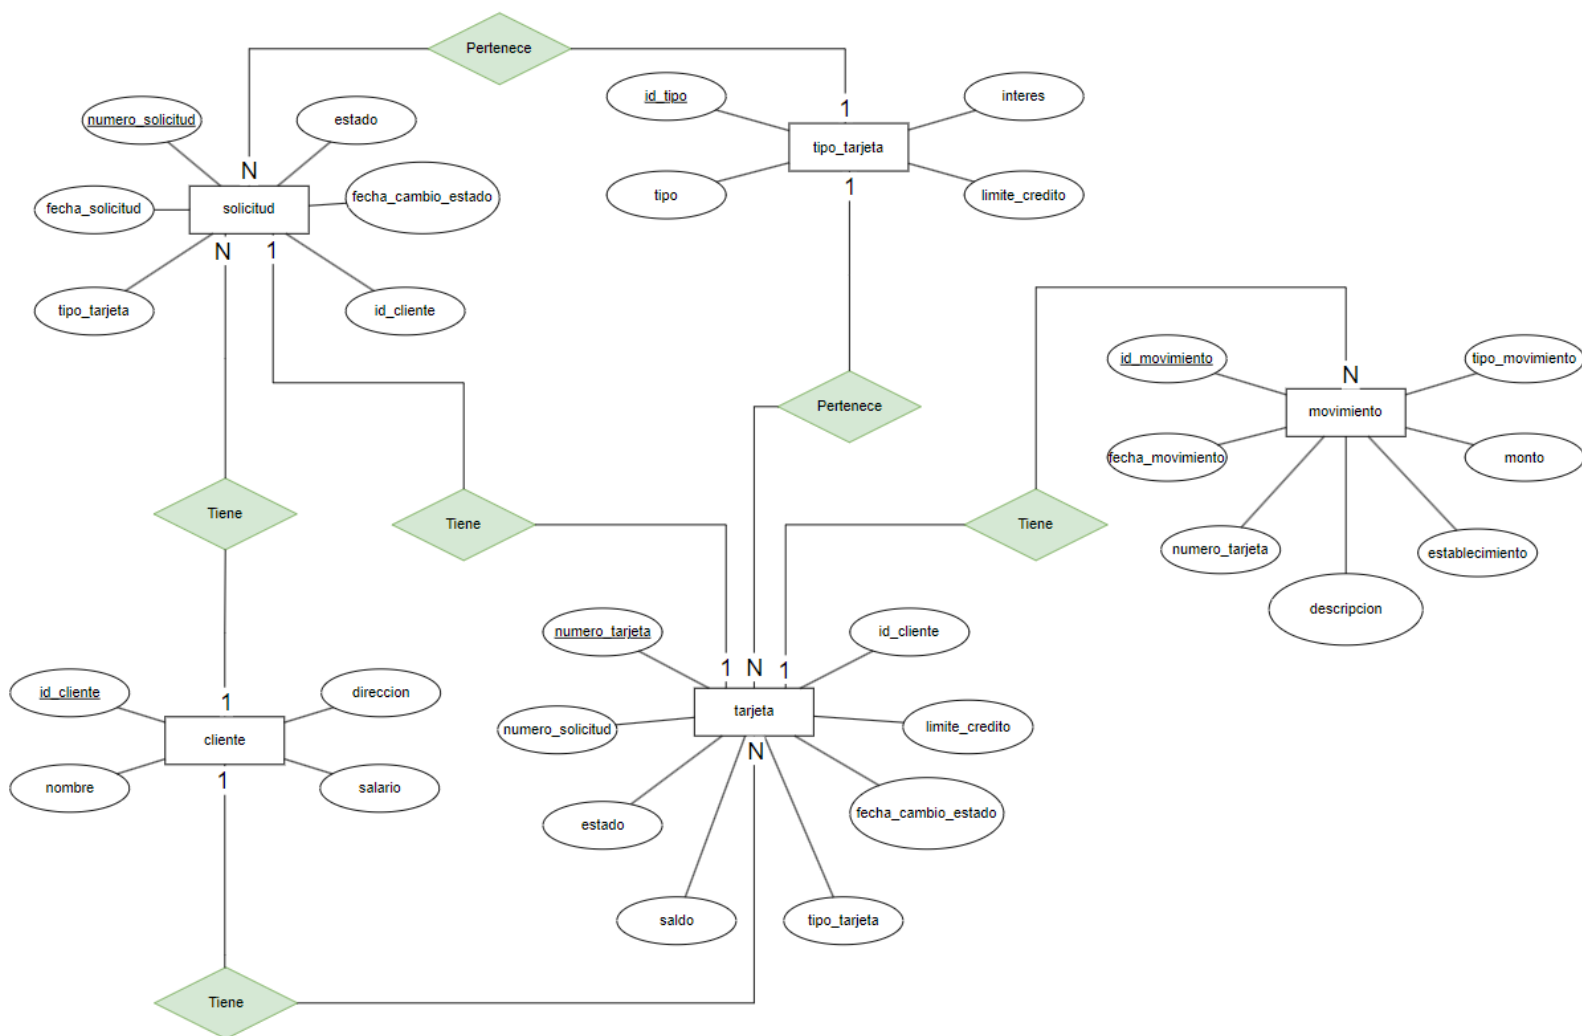 Pertenece
id_tipo
interes
numero_solicitud
estado
1
tipo_tarjeta
N
fecha_cambio_estado
tipo
1
limite_credito
fecha_solicitud
solicitud
N
1
tipo_tarjeta
id_cliente
id_movimiento
tipo_movimiento
N
Pertenece
movimiento
fecha_movimiento
monto
Tiene
Tiene
Tiene
numero_tarjeta
establecimiento
descripcion
numero_tarjeta
id_cliente
1
N
1
id_cliente
direccion
1
tarjeta
numero_solicitud
limite_credito
cliente
N
1
nombre
salario
fecha_cambio_estado
estado
saldo
tipo_tarjeta
Tiene